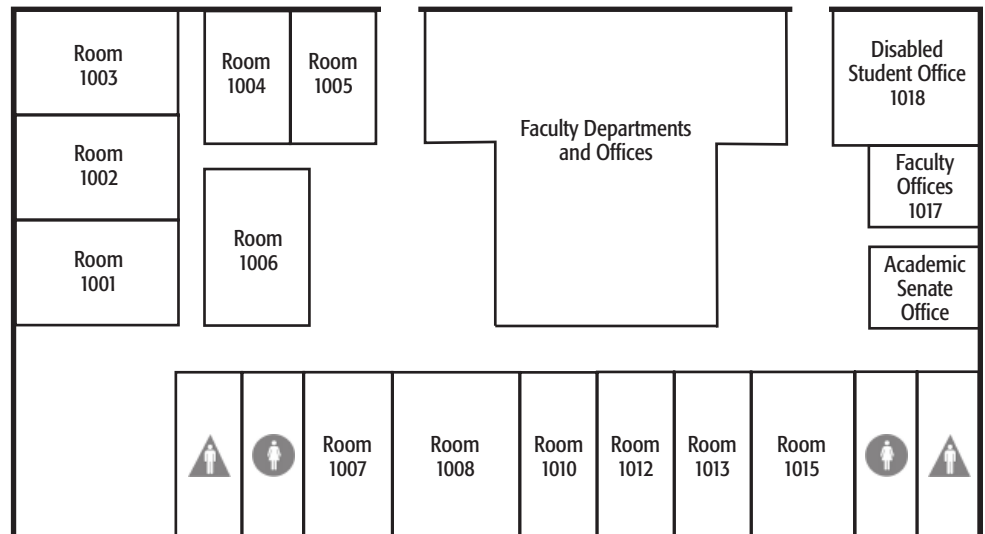 Room
1003
Room
1004
Room
1005
Faculty Departments
and Offices
Disabled
Student Office
1018
Room
1002
Faculty
Offices
1017
Room
1001
Room
1006
Academic
Senate
Office
Room
1007
Room
1008
Room
1010
Room
1012
Room
1013
Room
1015